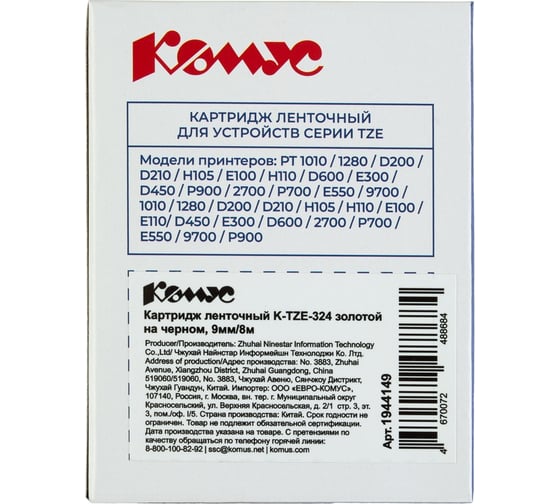 Комус
КАРТРИДЖ ЛЕНТОЧНЫЙ
ДЛЯ УСТРОЙСТВ СЕРИИ TZE
Модели принтеров: PT 1010 / 1280 / D200 /
D210 / H105 / E100 / H110 / D600 / E300 /
D450 / P900 / 2700 / P700 / E550 / 9700 /
1010 / 1280 / D200 / D210 / H105 / H110 / E100 /
E110/ D450 / E300 / D600 / 2700 / P700 /
E550 / 9700 / P900
Комус
Картридж ленточный K-TZE-324 золотой
на черном, 9мм/8м
Producer/Производитель: Zhuhai Ninestar Information Technology
Co.,Ltd/ Чжухай Найнстар Информейшн Технолоджи Ко. Лтд.
Address of production/Адрес производства: No. 3883, Zhuhai
Avenue, Xiangzhou District, Zhuhai Guangdong, China
519060/519060, No. 3883, Чжухай Авеню, Сянчжоу Дистрикт,
Чжухай Гуандун, Китай. Импортер: ООО «ЕВРО-КОМУС»,
107140, Россия, г. Москва, вн. тер. г. Муниципальный округ
Красносельский, ул. Верхняя Красносельская, д. 2/1 стр. 3, эт.
3, пом./оф. I/5. Страна производства: Китай. Срок годности не
ограничен. Товар не подлежит обязательной сертификации.
Дата производства указана на упаковке. С претензиями по
качеству обращаться по телефону горячей линии:
8-800-100-82-92 | sso@komus.net | komus.ru
Арт.1944149
4 670072 488684